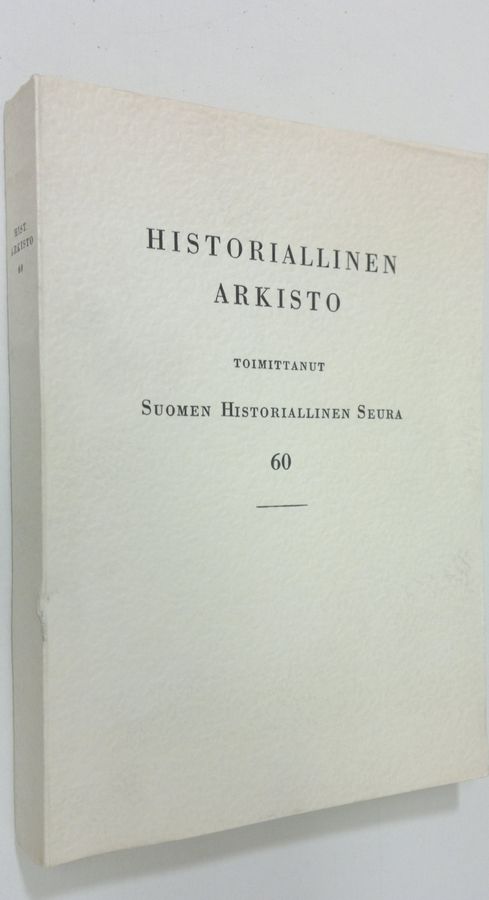 HISTORIALLINEN
ARKISTO
TOIMITTANUT
SUOMEN HISTORIALLINEN SEURA
60
HIST.
ARKISTO
60